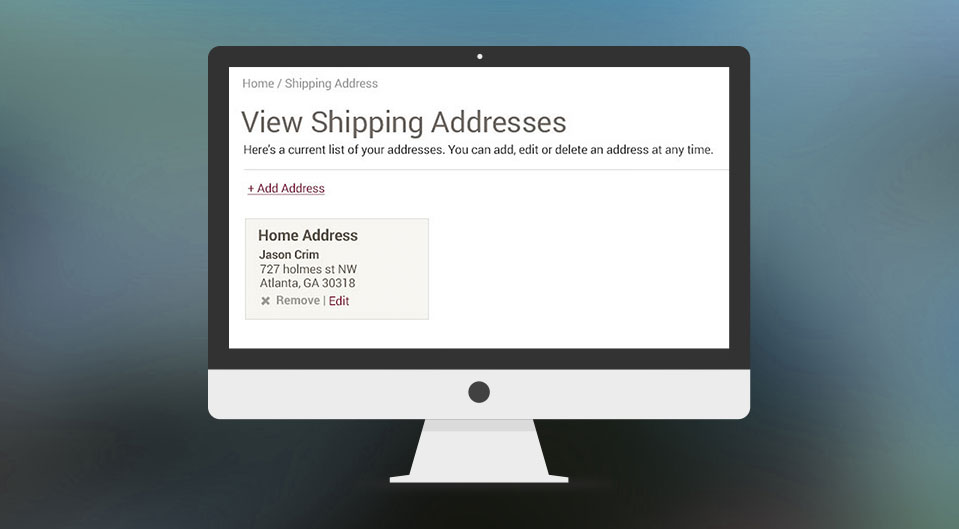 Home / Shipping Address
View Shipping Addresses
Here's a current list of your addresses. You can add, edit or delete an address at any time.
+ Add Address
Home Address
Jason Crim
727 holmes st NW
Atlanta, GA 30318
✖ Remove | Edit